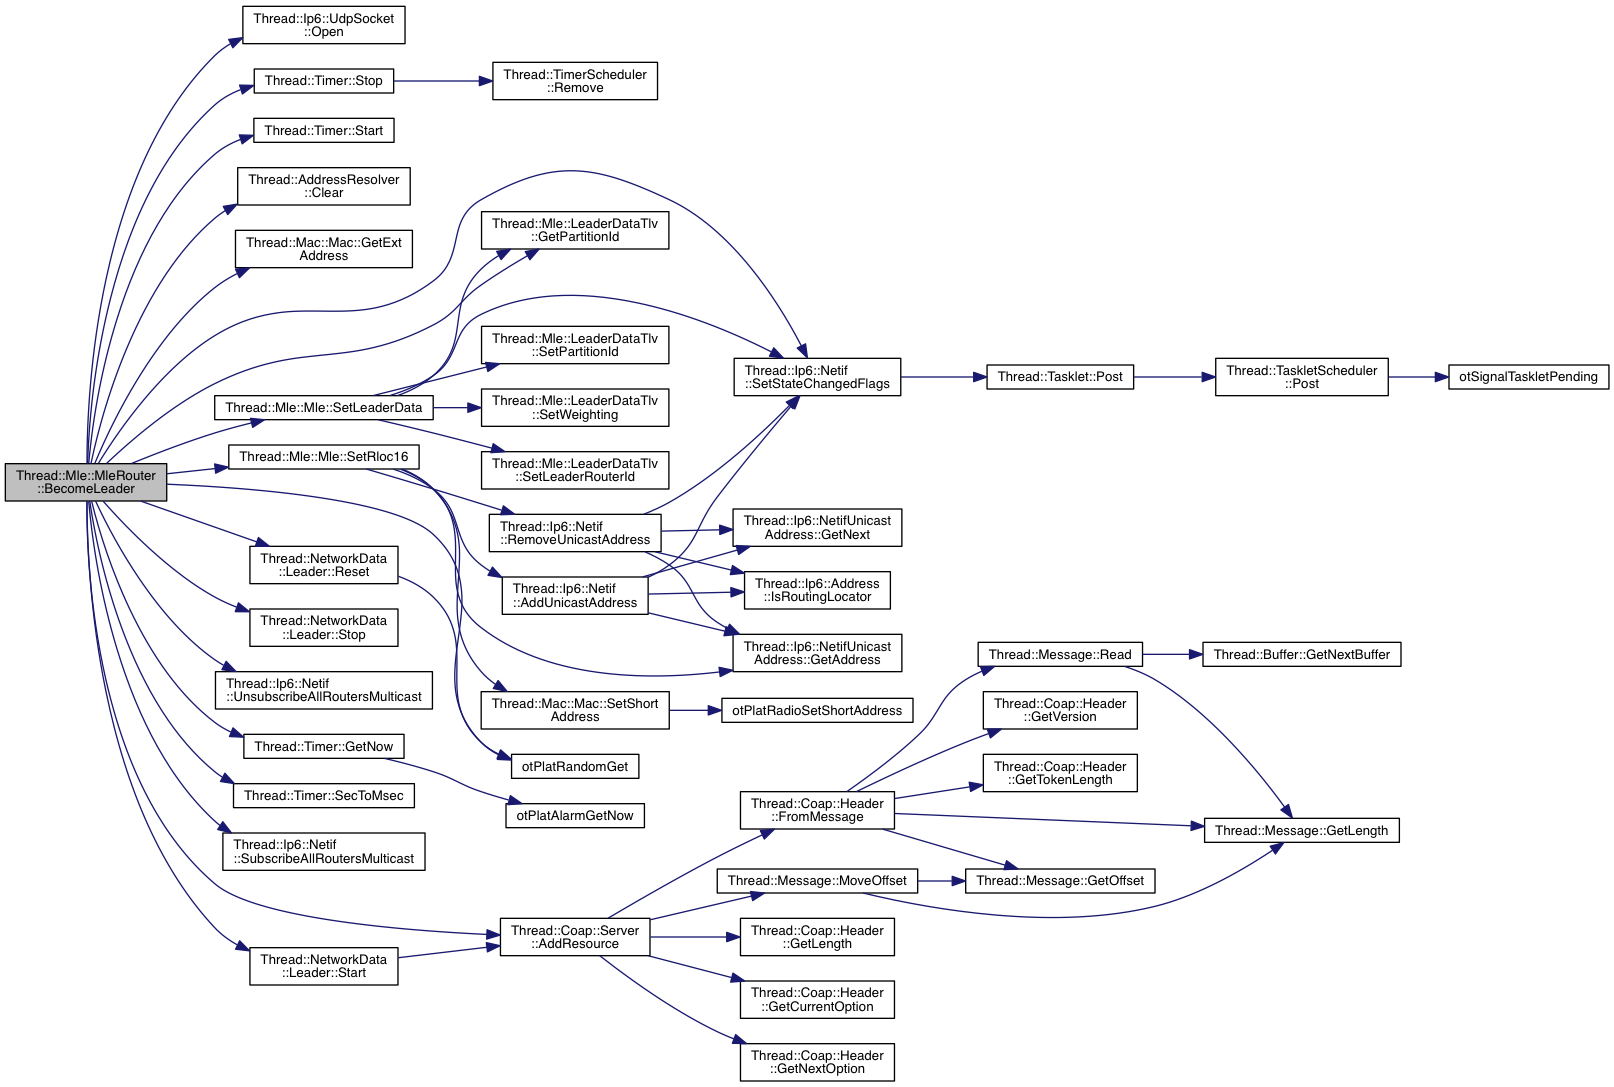 Thread::Mle::MleRouter
::BecomeLeader
Thread::Ip6::UdpSocket
::Open
Thread::Timer::Stop
Thread::TimerScheduler
::Remove
Thread::Timer::Start
Thread::AddressResolver
::Clear
Thread::Mac::Mac::GetExt
Address
Thread::Mle::LeaderDataTlv
::GetPartitionId
Thread::Mle::LeaderDataTlv
::SetPartitionId
Thread::Mle::Mle::SetLeaderData
Thread::Mle::LeaderDataTlv
::SetWeighting
Thread::Mle::LeaderDataTlv
::SetLeaderRouterId
Thread::Ip6::Netif
::SetStateChangedFlags
Thread::Tasklet::Post
Thread::TaskletScheduler
::Post
otSignalTaskletPending
Thread::Mle::Mle::SetRloc16
Thread::Ip6::Netif
::RemoveUnicastAddress
Thread::Ip6::NetifUnicast
Address::GetNext
Thread::Ip6::Netif
::AddUnicastAddress
Thread::Ip6::Address
::IsRoutingLocator
Thread::Ip6::NetifUnicast
Address::GetAddress
Thread::NetworkData
::Leader::Reset
Thread::NetworkData
::Leader::Stop
Thread::Ip6::Netif
::UnsubscribeAllRoutersMulticast
Thread::Mac::Mac::SetShort
Address
otPlatRadioSetShortAddress
otPlatRandomGet
Thread::Timer::GetNow
otPlatAlarmGetNow
Thread::Timer::SecToMsec
Thread::Ip6::Netif
::SubscribeAllRoutersMulticast
Thread::Message::Read
Thread::Buffer::GetNextBuffer
Thread::Coap::Header
::GetVersion
Thread::Coap::Header
::GetTokenLength
Thread::Coap::Header
::FromMessage
Thread::Message::GetLength
Thread::Message::MoveOffset
Thread::Message::GetOffset
Thread::Coap::Server
::AddResource
Thread::Coap::Header
::GetLength
Thread::NetworkData
::Leader::Start
Thread::Coap::Header
::GetCurrentOption
Thread::Coap::Header
::GetNextOption